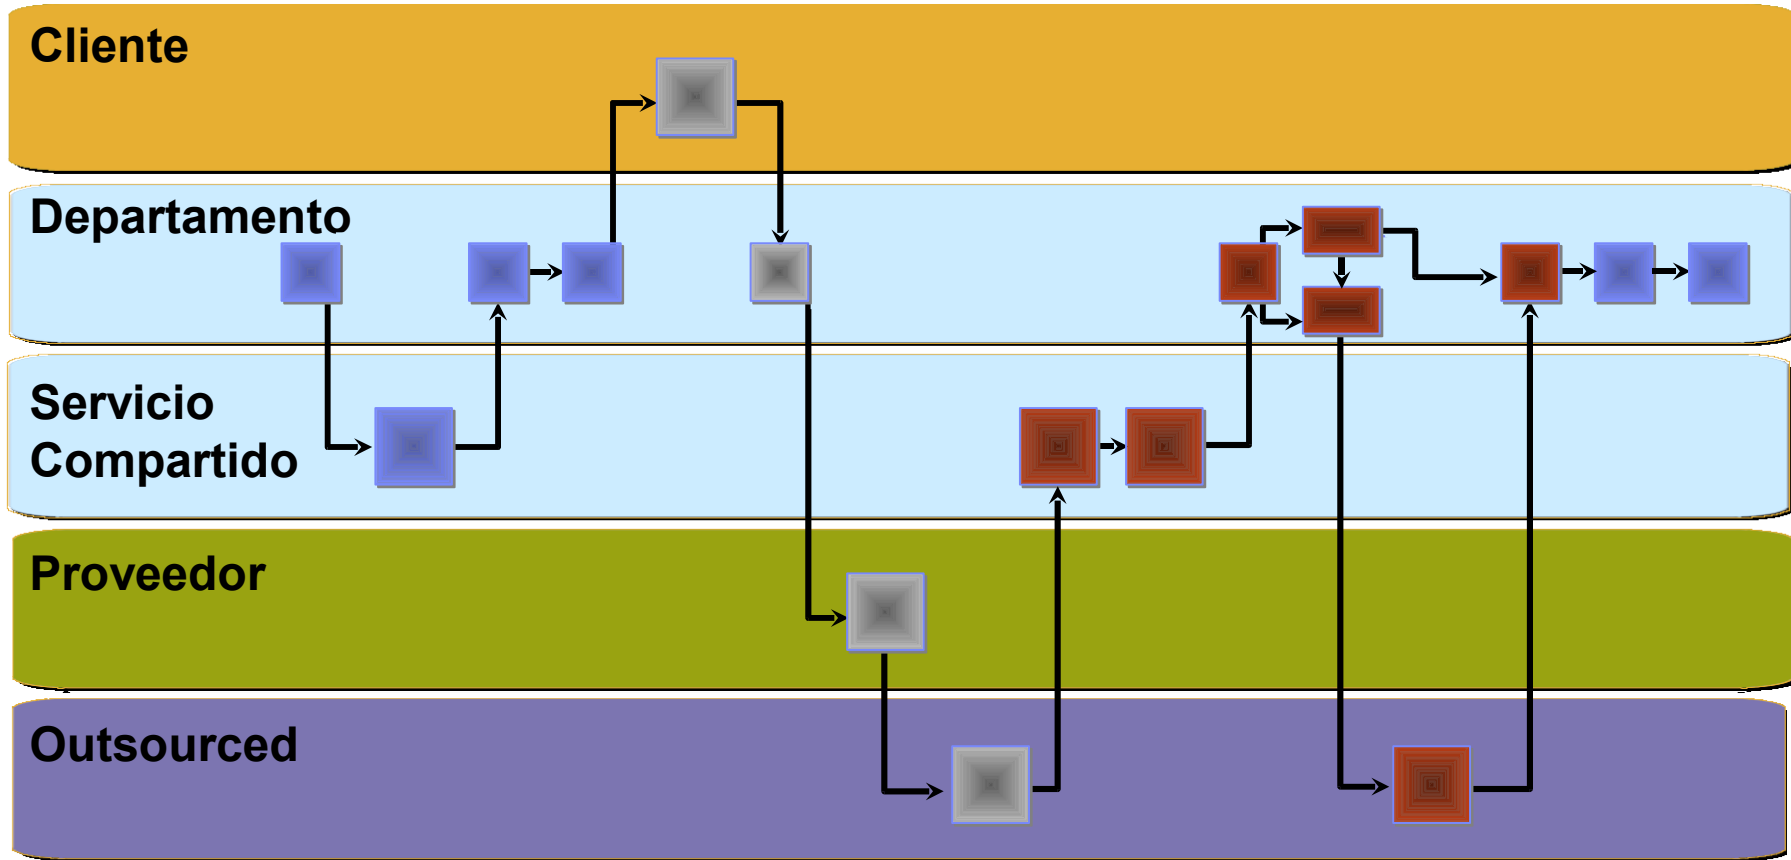 Cliente
Departamento
Servicio
Compartido
Proveedor
Outsourced